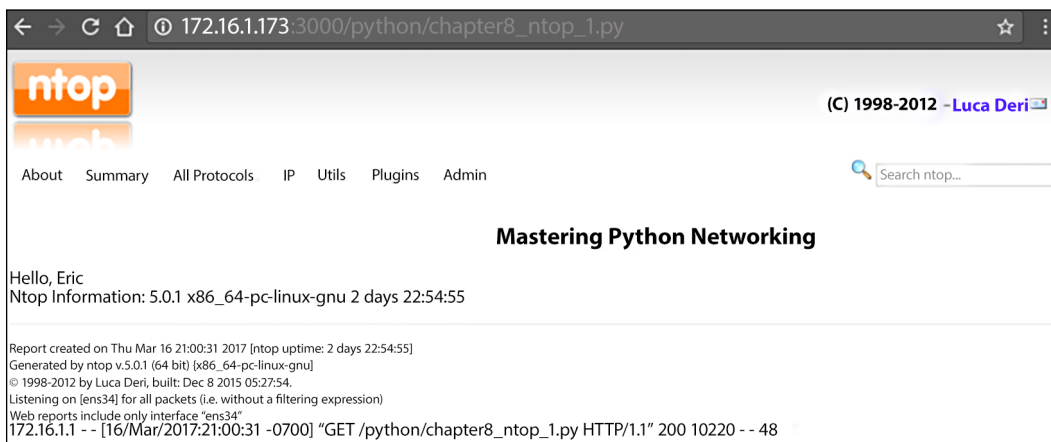 172.16.1.173:3000/python/chapter8_ntop_1.py
ntop
(C) 1998-2012 - Luca Deri
About Summary All Protocols IP Utils Plugins Admin
Search ntop...
Mastering Python Networking
Hello, Eric
Ntop Information: 5.0.1 x86_64-pc-linux-gnu 2 days 22:54:55
Report created on Thu Mar 16 21:00:31 2017 [ntop uptime: 2 days 22:54:55]
Generated by ntop v.5.0.1 (64 bit) {x86_64-pc-linux-gnu]
© 1998-2012 by Luca Deri, built: Dec 8 2015 05:27:54.
Listening on [ens34] for all packets (i.e. without a filtering expression)
Web reports include only interface “ens34”
172.16.1.1 - - [16/Mar/2017:21:00:31 -0700] “GET /python/chapter8_ntop_1.py HTTP/1.1” 200 10220 - - 48